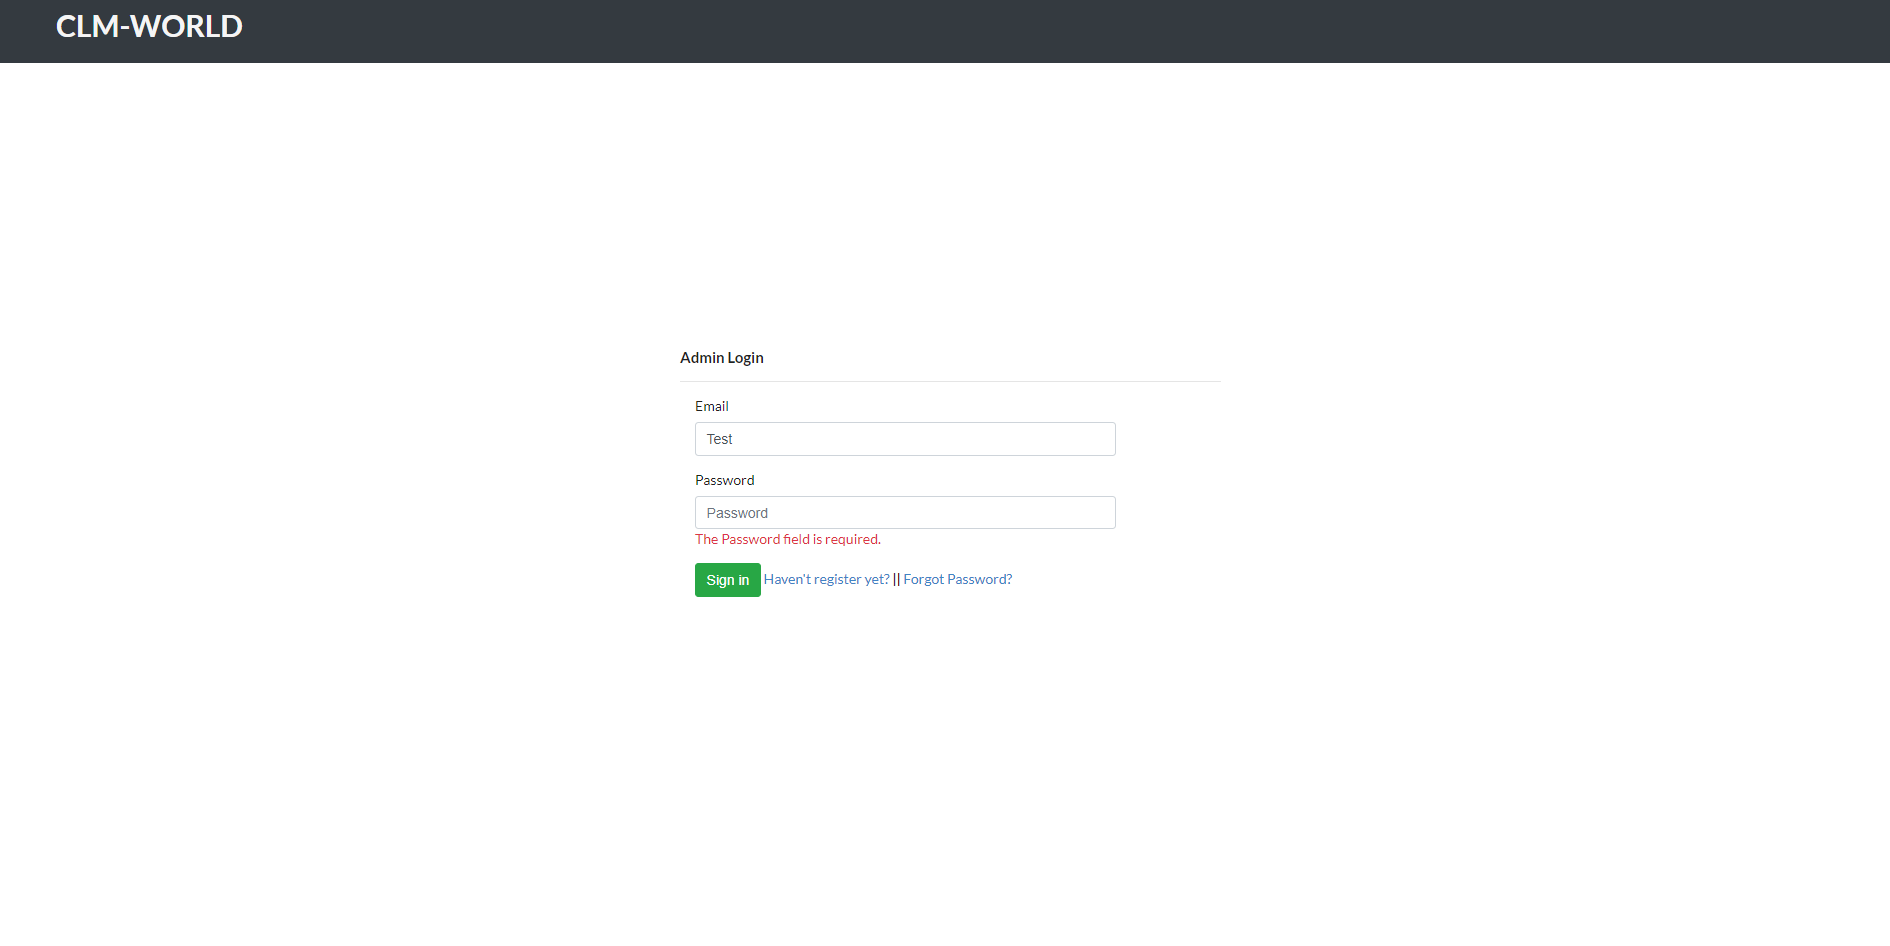 CLM-WORLD
Admin Login
Email
Test
Password
Password
The Password field is required.
Sign in Haven't register yet? || Forgot Password?